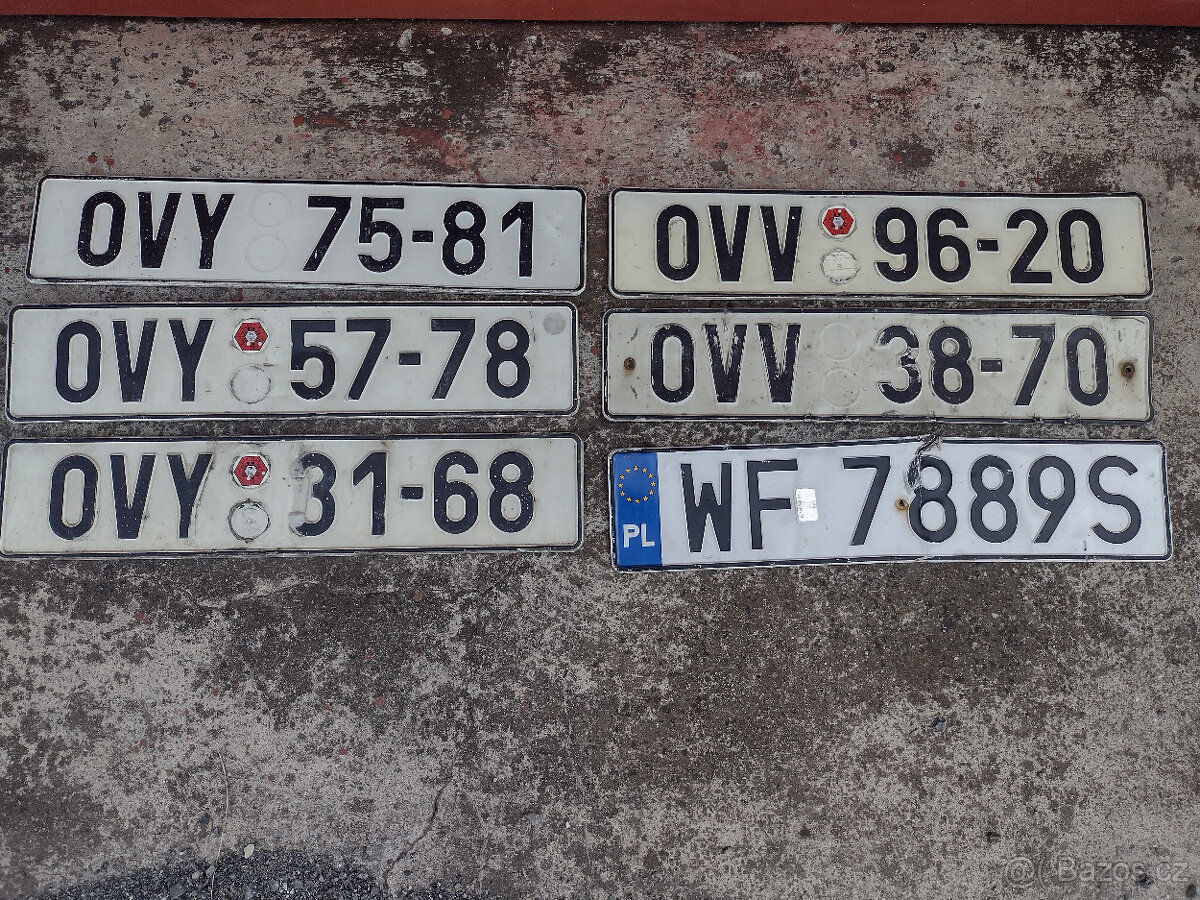 OVY 75-81
OVY 57-78
OVY 31-68
OVV 96-20
OVV 38-70
PL WF 7889S
Bazos.cz